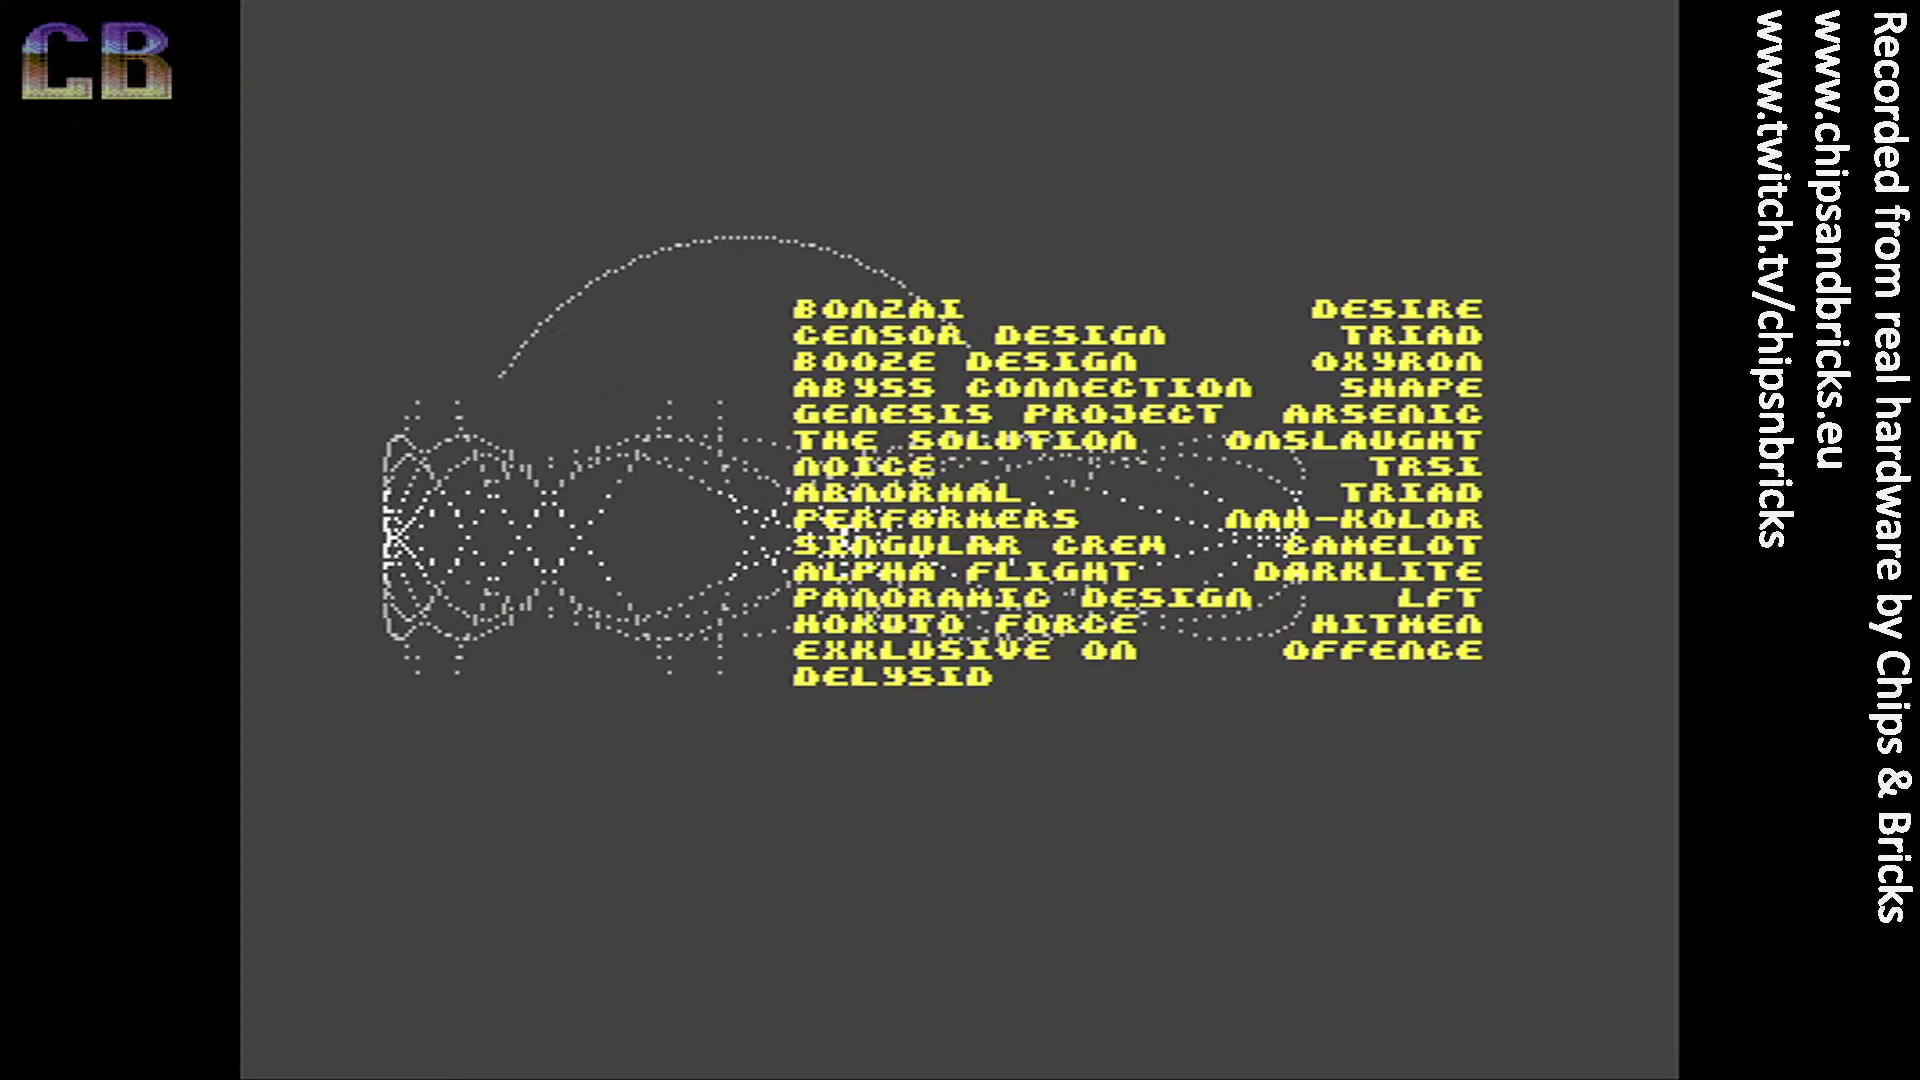 CB
BONZAI DESIRE
CENSOR DESIGN TRIAD
BOOZE DESIGN OXYRON
ABYSS CONNECTION SHAPE
GENESIS PROJECT ARSENIC
THE SOLUTION ONSLAUGHT
NOICE TRSI
ABNORMAL TRIAD
PERFORMERS NAH-KOLOR
SINGULAR CREW CAMELOT
ALPHA FLIGHT DARKLITE
PANORAMIC DESIGN LFT
HOKUTO FORCE HITMEN
EXKLUSIVE ON OFFENCE
DELYSID
Recorded from real hardware by Chips & Bricks
www.chipsandbricks.eu
www.twitch.tv/chipsnbricks